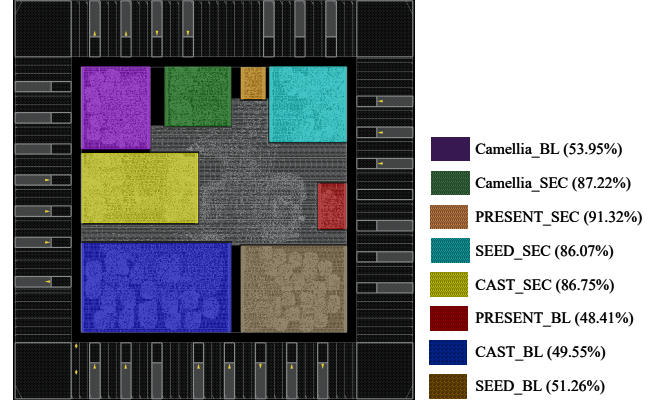 Camellia_BL (53.95%)
Camellia_SEC (87.22%)
PRESENT_SEC (91.32%)
SEED_SEC (86.07%)
CAST_SEC (86.75%)
PRESENT_BL (48.41%)
CAST_BL (49.55%)
SEED_BL (51.26%)